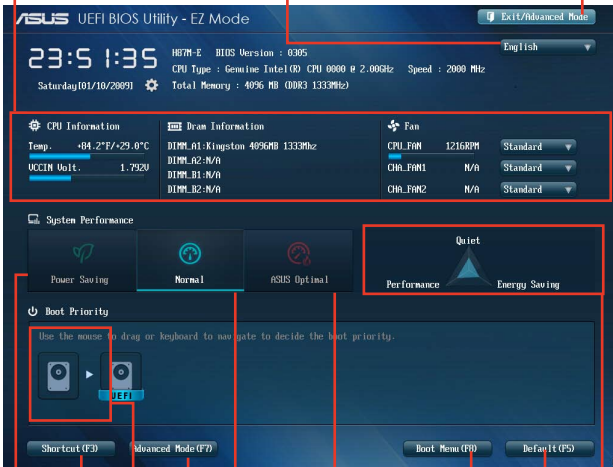 ASUS UEFI BIOS Utility - EZ Mode
Exit/Advanced Mode
English
23:51:35
Saturday[01/10/2009]
H87M-E BIOS Version : 0305
CPU Type : Genuine Intel(R) CPU 0000 @ 2.00GHz Speed : 2000 MHz
Total Memory : 4096 MB (DDR3 1333MHz)
CPU Information
Temp. +84.2°F/+29.0°C
VCCIN Volt. 1.792V
Dram Information
DIMM_A1:Kingston 4096MB 1333Mhz
DIMM_A2:N/A
DIMM_B1:N/A
DIMM_B2:N/A
Fan
CPU_FAN 1216RPM Standard
CHA_FAN1 N/A Standard
CHA_FAN2 N/A Standard
System Performance
Power Saving
Normal
ASUS Optimal
Quiet
Performance
Energy Saving
Boot Priority
Use the mouse to drag or keyboard to navigate to decide the boot priority.
UEFI
Shortcut(F3)
Advanced Mode(F7)
Boot Menu(F8)
Default(F5)